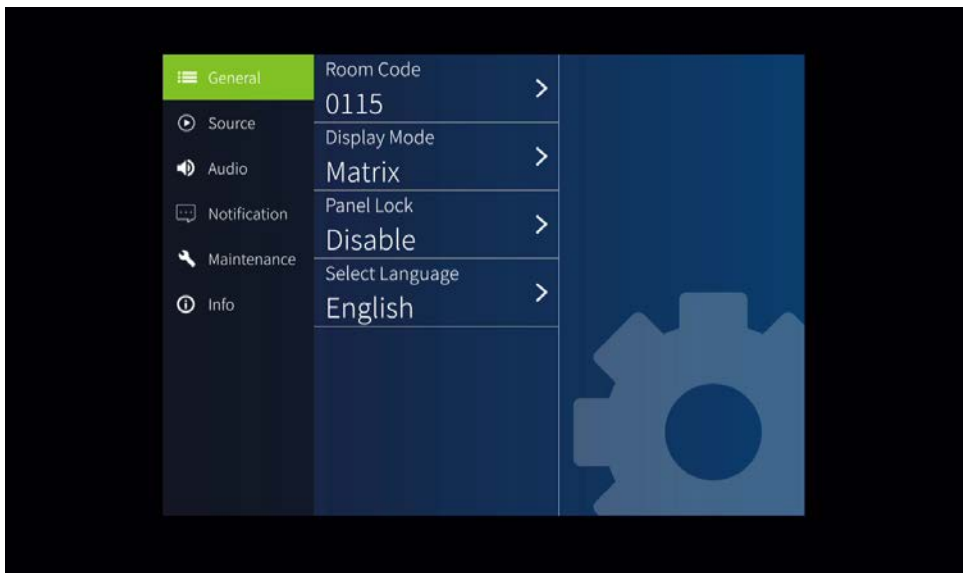 General
Source
Audio
Notification
Maintenance
Info
Room Code
0115
Display Mode
Matrix
Panel Lock
Disable
Select Language
English